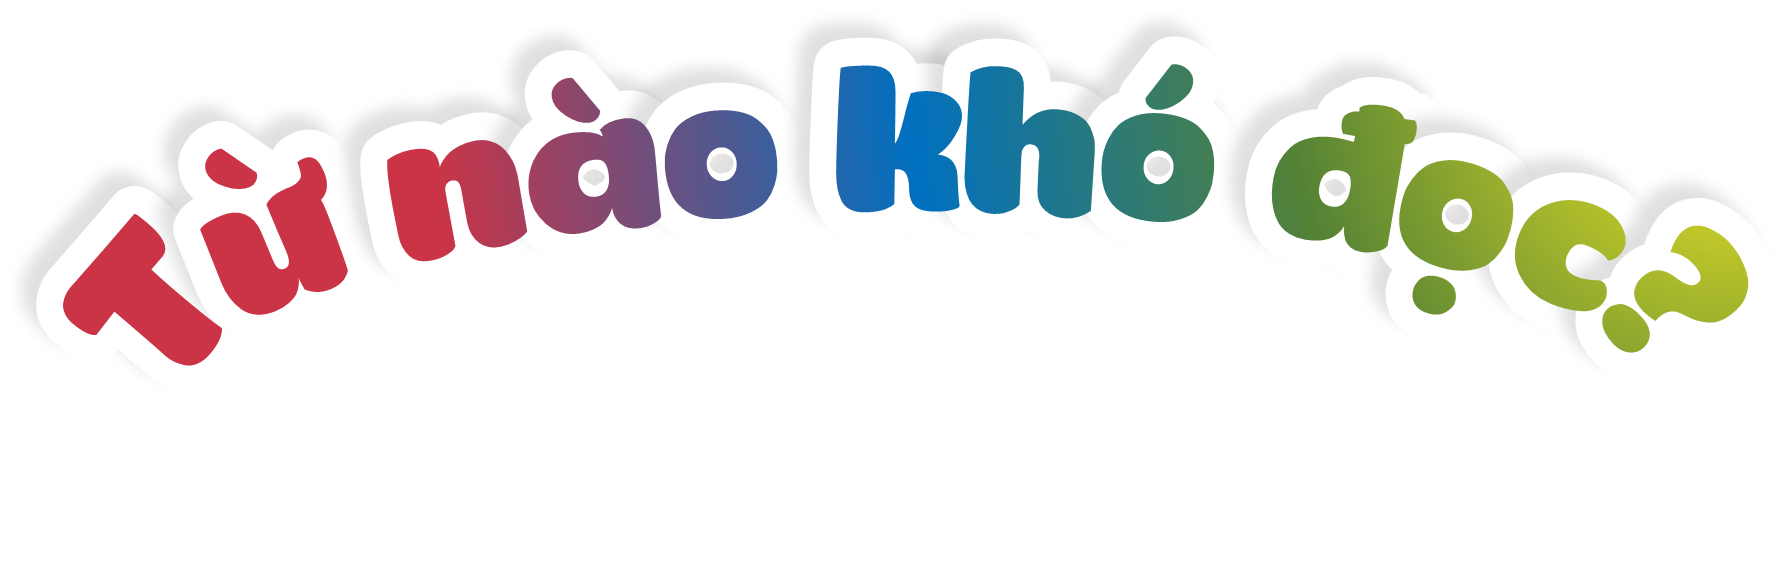 Từ nào khó đọc?